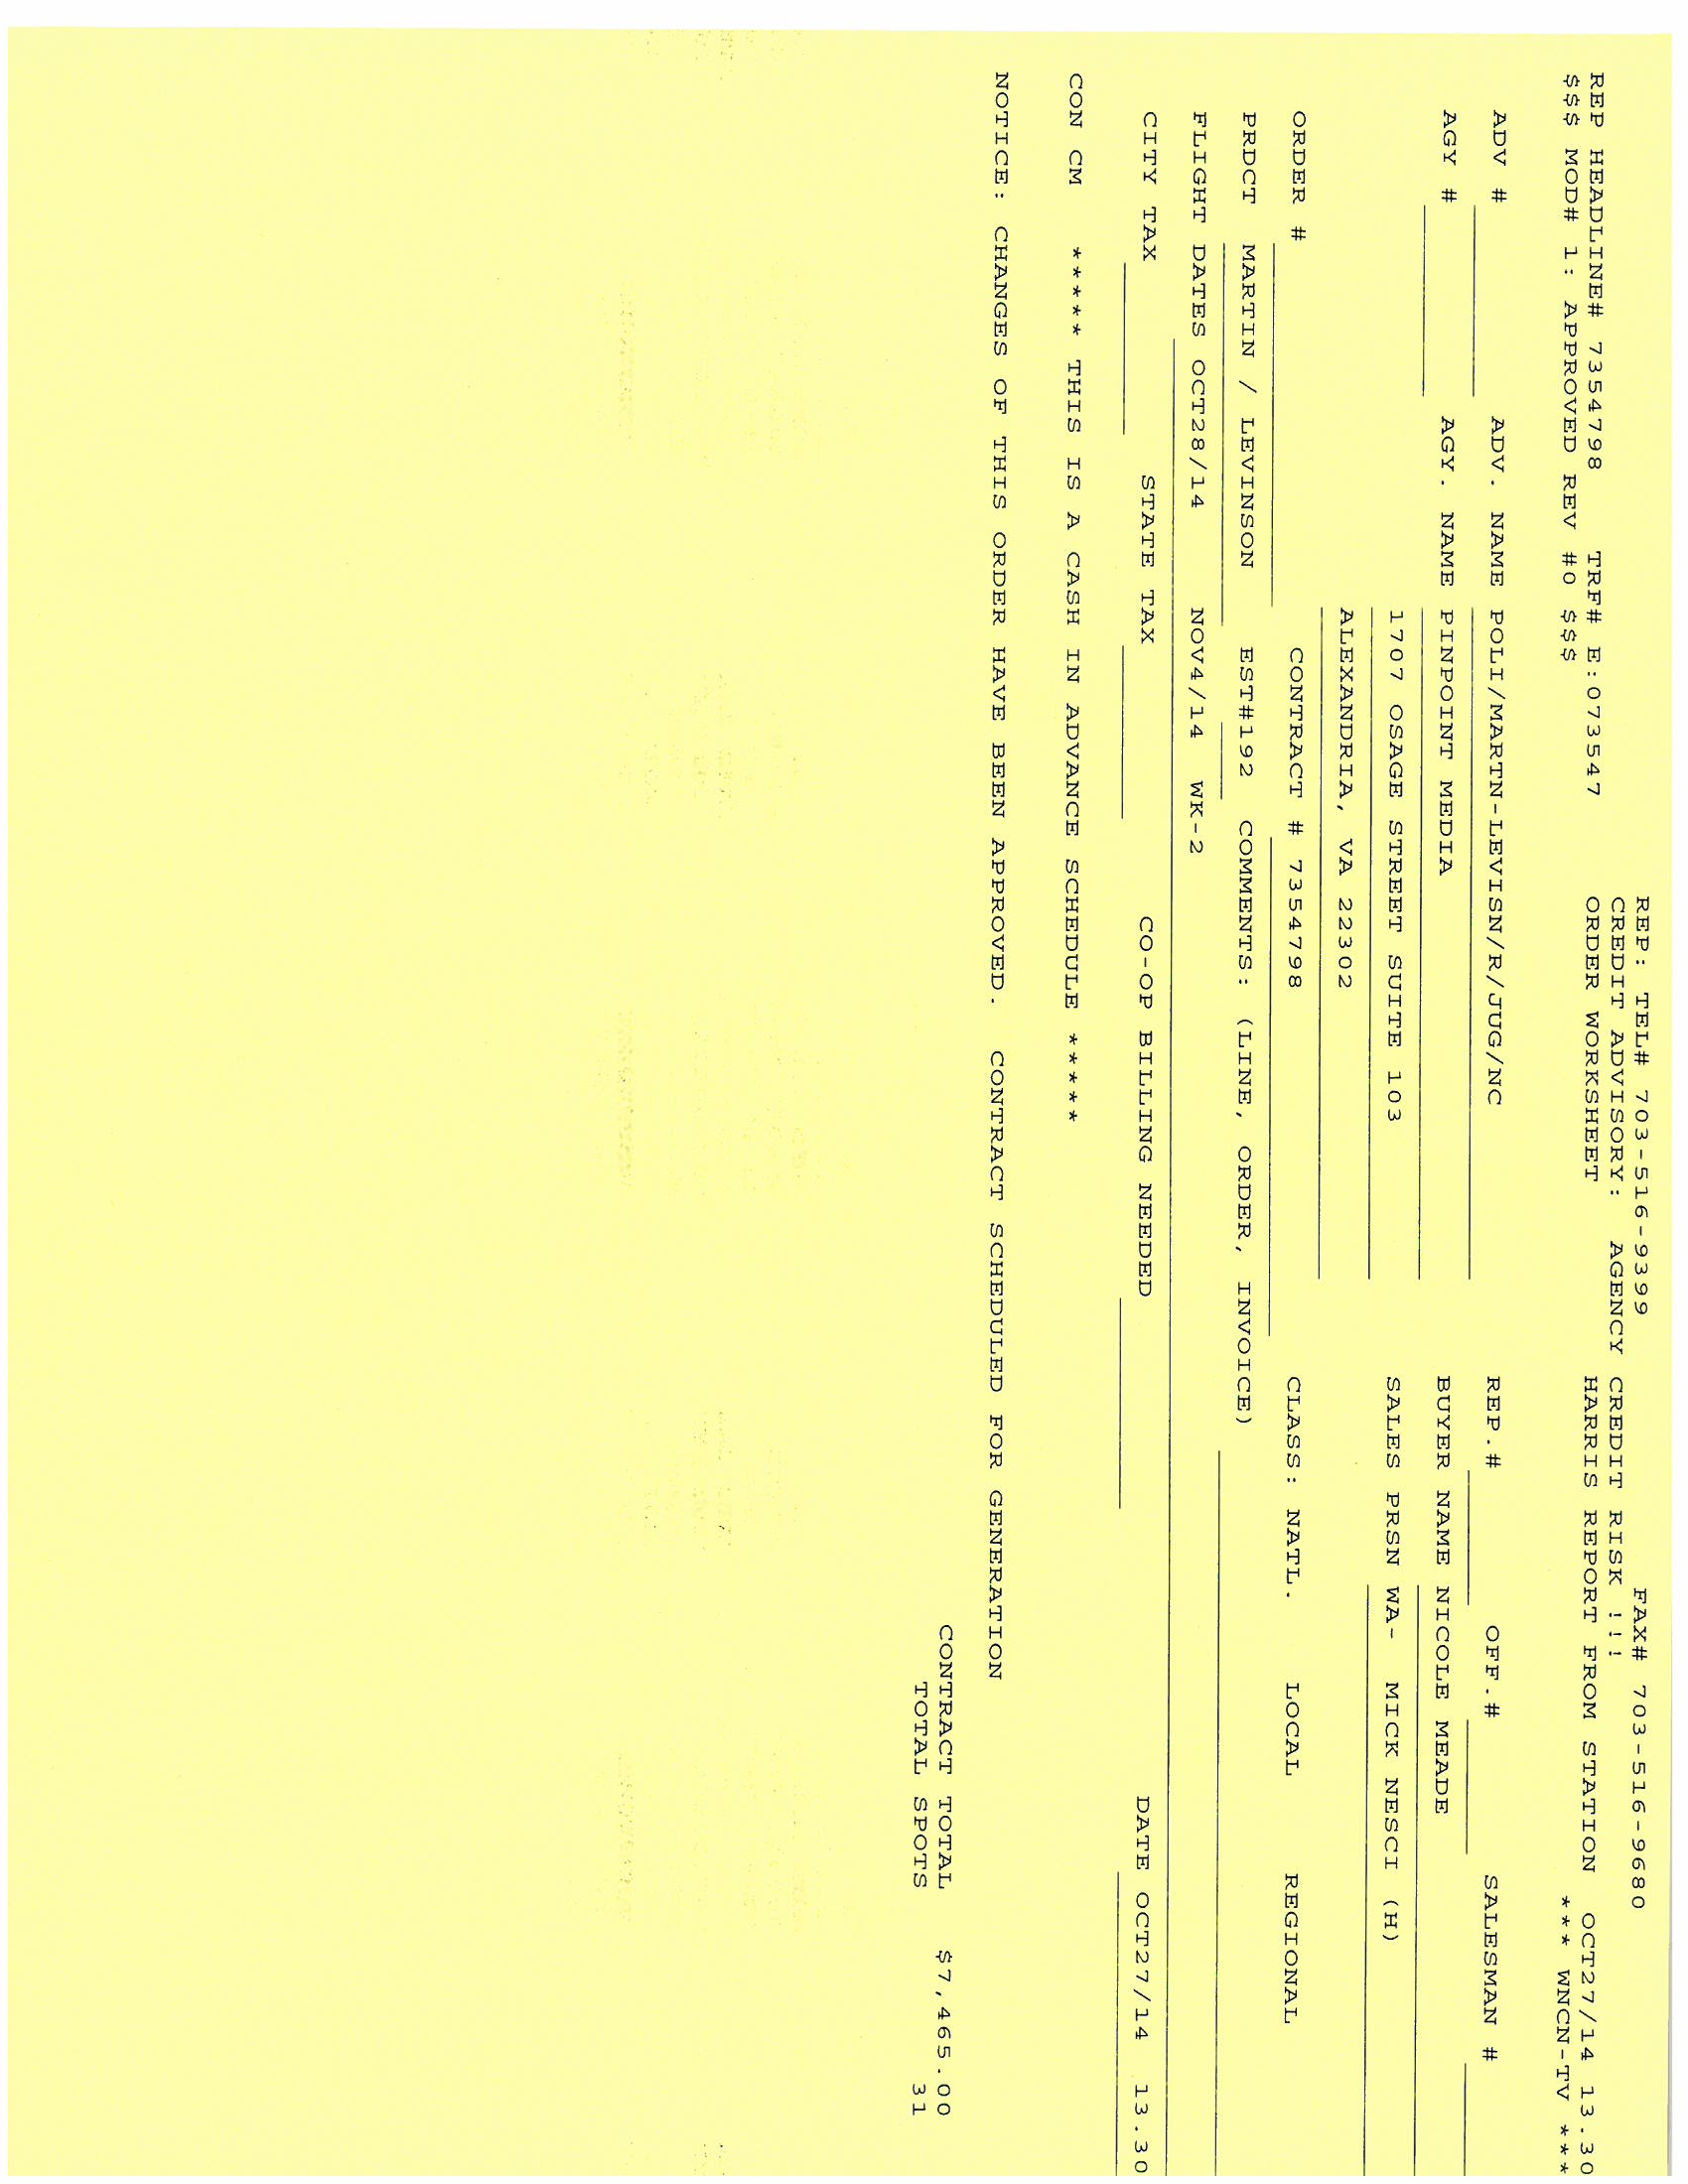 REP: TEL# 703-516-9399 FAX# 703-516-9680
CREDIT ADVISORY: AGENCY CREDIT RISK !!!
ORDER WORKSHEET HARRIS REPORT FROM STATION OCT27/14 13.30
REP HEADLINE# 7354798 TRF# E:073547
$$$ MOD# 1: APPROVED REV #0 $$$ *** WNCN-TV ***
ADV # ADV. NAME POLI/MARTN-LEVISN/R/JUG/NC REP.# OFF.# SALESMAN #
AGY # AGY. NAME PINPOINT MEDIA BUYER NAME NICOLE MEADE
1707 OSAGE STREET SUITE 103 SALES PRSN WA- MICK NESCI (H)
ALEXANDRIA, VA 22302
ORDER # CONTRACT # 7354798 CLASS: NATL. LOCAL REGIONAL
PRDCT MARTIN / LEVINSON EST#192 COMMENTS: (LINE, ORDER, INVOICE)
FLIGHT DATES OCT28/14 NOV4/14 WK-2
CITY TAX STATE TAX CO-OP BILLING NEEDED DATE OCT27/14 13.30
CON CM ***** THIS IS A CASH IN ADVANCE SCHEDULE *****
NOTICE: CHANGES OF THIS ORDER HAVE BEEN APPROVED. CONTRACT SCHEDULED FOR GENERATION
CONTRACT TOTAL $7,465.00
TOTAL SPOTS 31